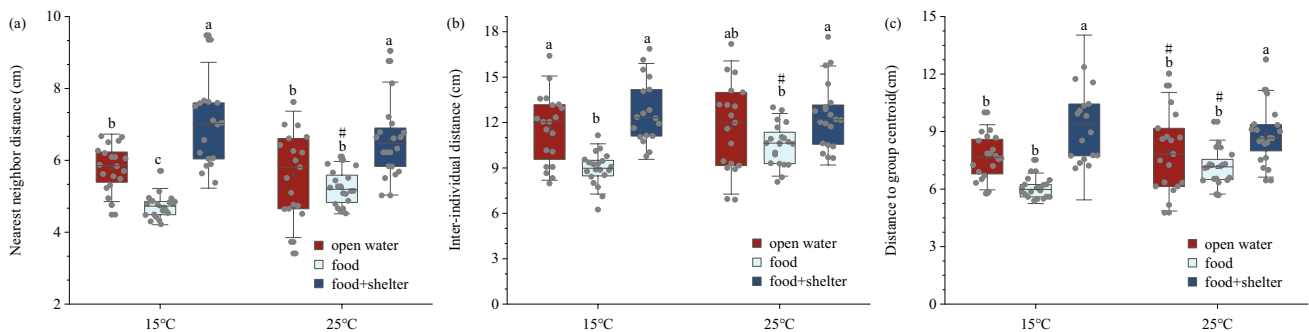 (a)
Nearest neighbor distance (cm)
10
8
6
4
2
b
c
a
b
#
b
a
open water
food
food+shelter
15℃
25℃
(b)
Inter-individual distance (cm)
18
15
12
9
6
3
0
a
b
a
ab
#
b
a
open water
food
food+shelter
15℃
25℃
(c)
Distance to group centroid(cm)
15
12
9
6
3
0
b
b
a
#
b
#
b
a
open water
food
food+shelter
15℃
25℃